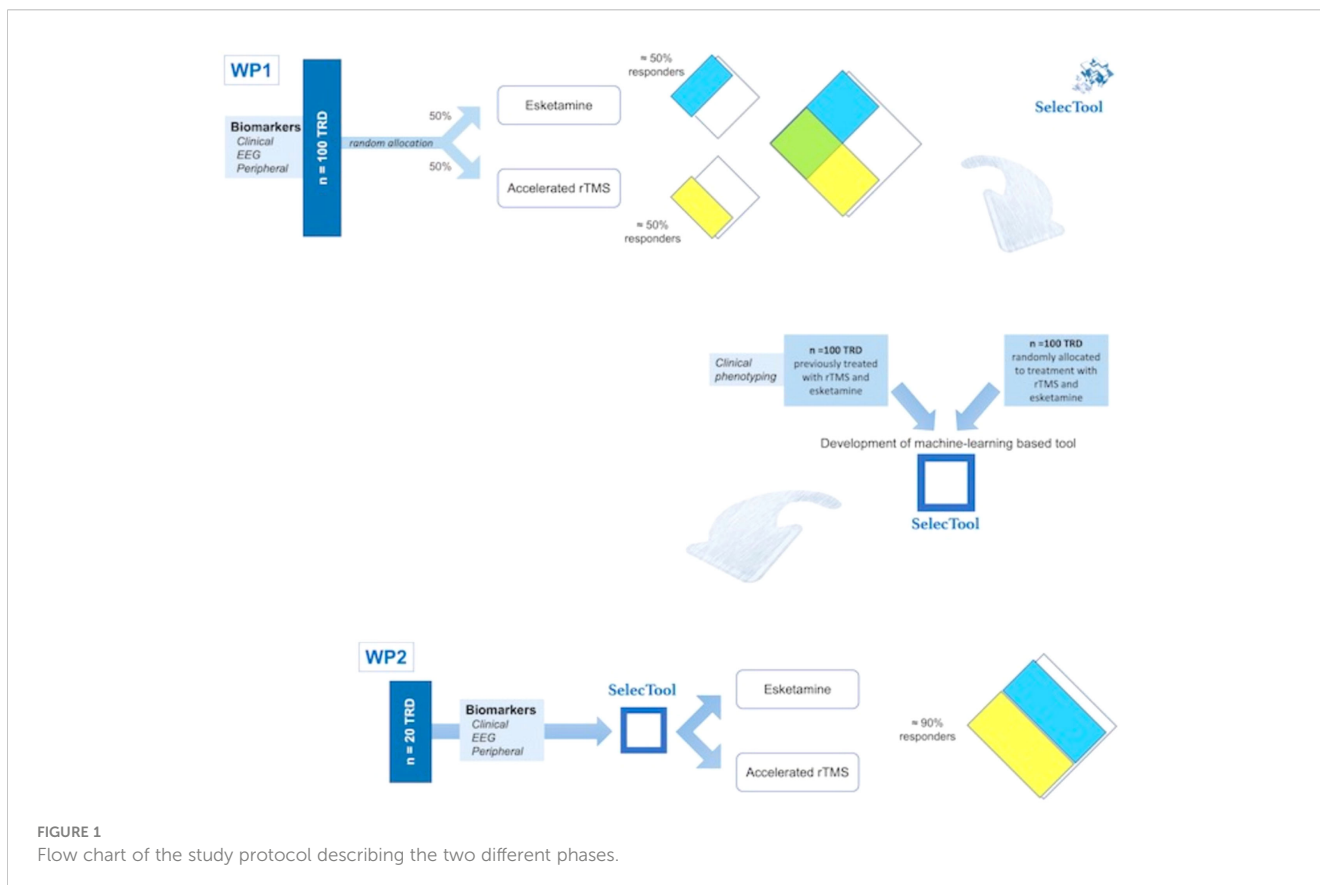 WP1
Biomarkers
Clinical
EEG
Peripheral
n = 100 TRD
random allocation
50%
50%
Esketamine
Accelerated rTMS
≈ 50%
responders
≈ 50%
responders
SelecTool
Clinical
phenotyping
n =100 TRD
previously treated
with rTMS and
esketamine
n =100 TRD
randomly allocated
to treatment with
rTMS and
esketamine
Development of machine-learning based tool
SelecTool
WP2
n = 20 TRD
Biomarkers
Clinical
EEG
Peripheral
SelecTool
Esketamine
Accelerated rTMS
≈ 90%
responders
FIGURE 1
Flow chart of the study protocol describing the two different phases.